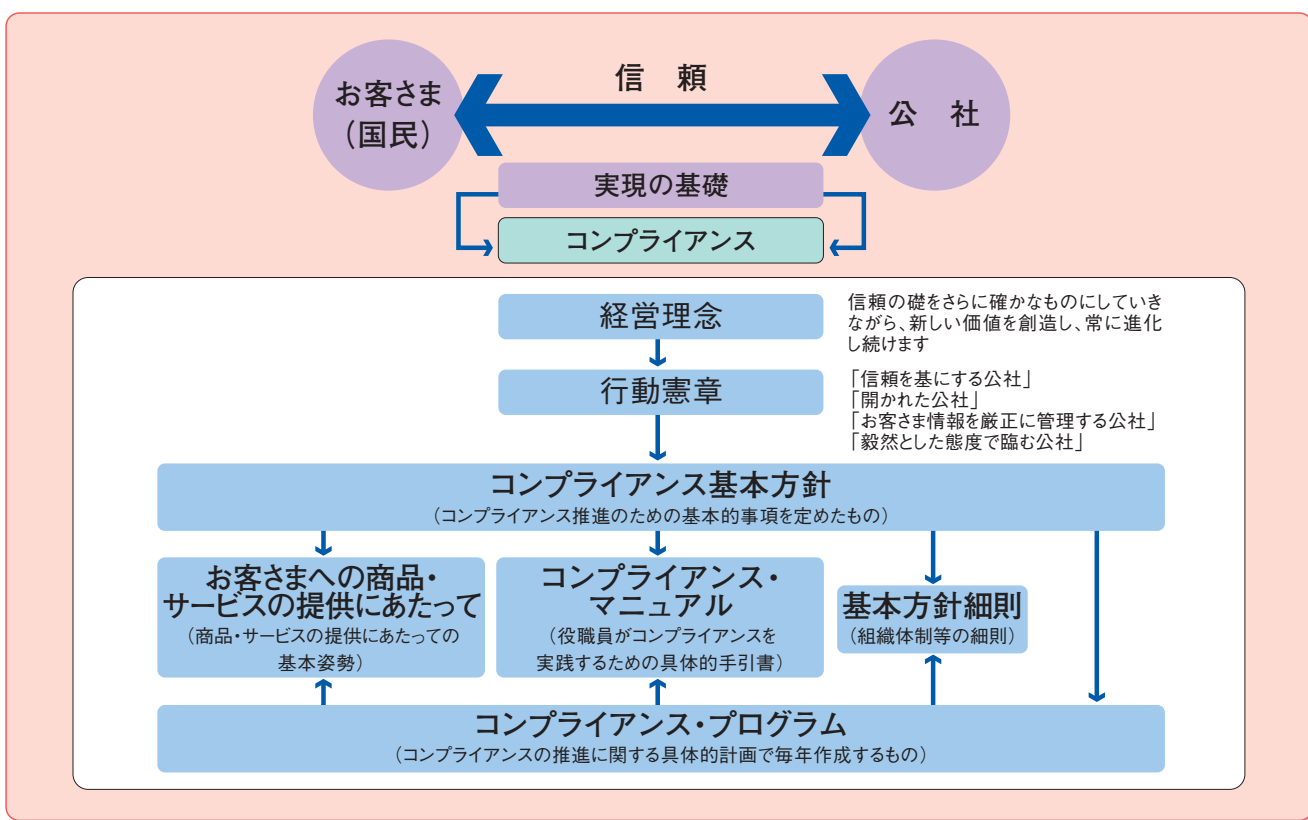 信頼
お客さま
(国民)
公社
実現の基礎
コンプライアンス
経営理念
信頼の礎をさらに確かなものにしていき
ながら、新しい価値を創造し、常に進化
し続けます
行動憲章
「信頼を基にする公社」
「開かれた公社」
「お客さま情報を厳正に管理する公社」
「毅然とした態度で臨む公社」
コンプライアンス基本方針
(コンプライアンス推進のための基本的事項を定めたもの)
お客さまへの商品・
サービスの提供にあたって
(商品・サービスの提供にあたっての
基本姿勢)
コンプライアンス・
マニュアル
(役職員がコンプライアンスを
実践するための具体的手引書)
基本方針細則
(組織体制等の細則)
コンプライアンス・プログラム
(コンプライアンスの推進に関する具体的計画で毎年作成するもの)